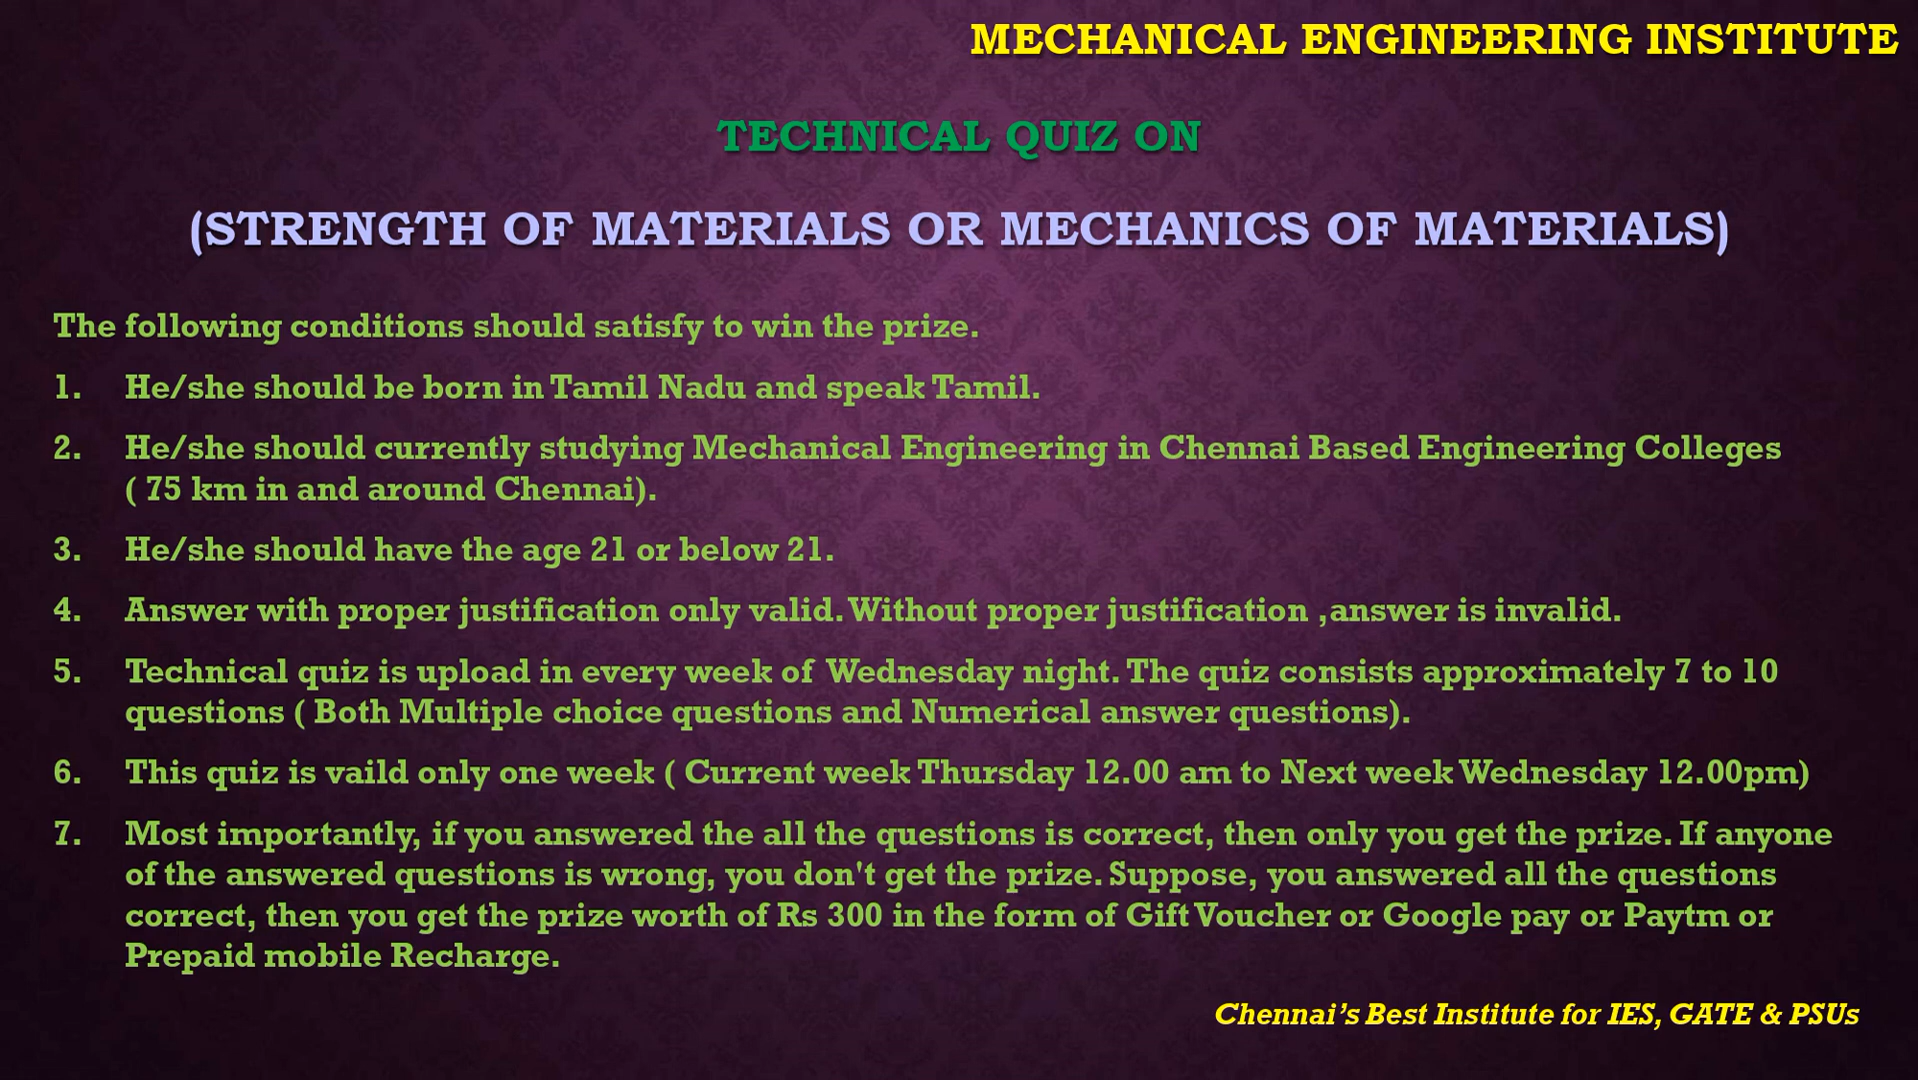 MECHANICAL ENGINEERING INSTITUTE
TECHNICAL QUIZ ON
(STRENGTH OF MATERIALS OR MECHANICS OF MATERIALS)
The following conditions should satisfy to win the prize.
1. He/she should be born in Tamil Nadu and speak Tamil.
2. He/she should currently studying Mechanical Engineering in Chennai Based Engineering Colleges
( 75 km in and around Chennai).
3. He/she should have the age 21 or below 21.
4. Answer with proper justification only valid. Without proper justification ,answer is invalid.
5. Technical quiz is upload in every week of Wednesday night. The quiz consists approximately 7 to 10
questions ( Both Multiple choice questions and Numerical answer questions).
6. This quiz is vaild only one week ( Current week Thursday 12.00 am to Next week Wednesday 12.00pm)
7. Most importantly, if you answered the all the questions is correct, then only you get the prize. If anyone
of the answered questions is wrong, you don't get the prize. Suppose, you answered all the questions
correct, then you get the prize worth of Rs 300 in the form of Gift Voucher or Google pay or Paytm or
Prepaid mobile Recharge.
Chennai’s Best Institute for IES, GATE & PSUs